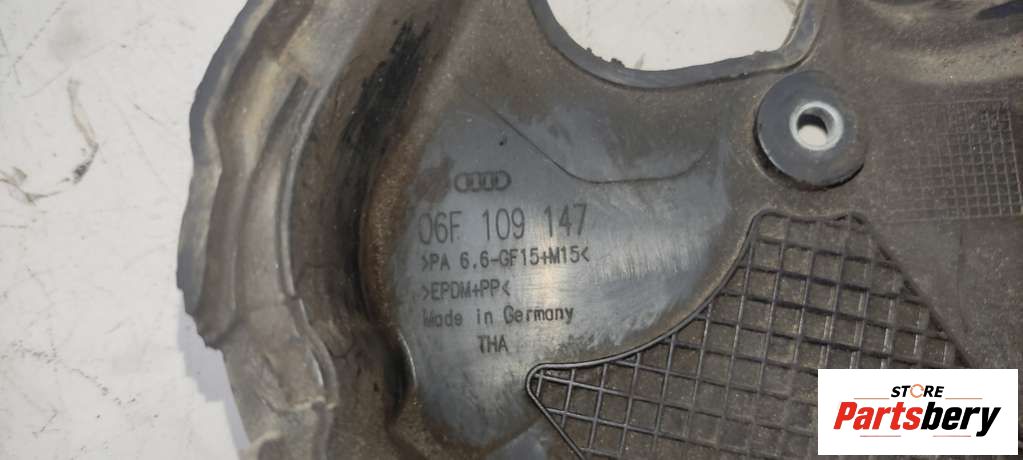 06F 109 147
>PA 6.6-GF15+M15<
>EPDM+PP<
Made in Germany
THA
STORE
Partsbery